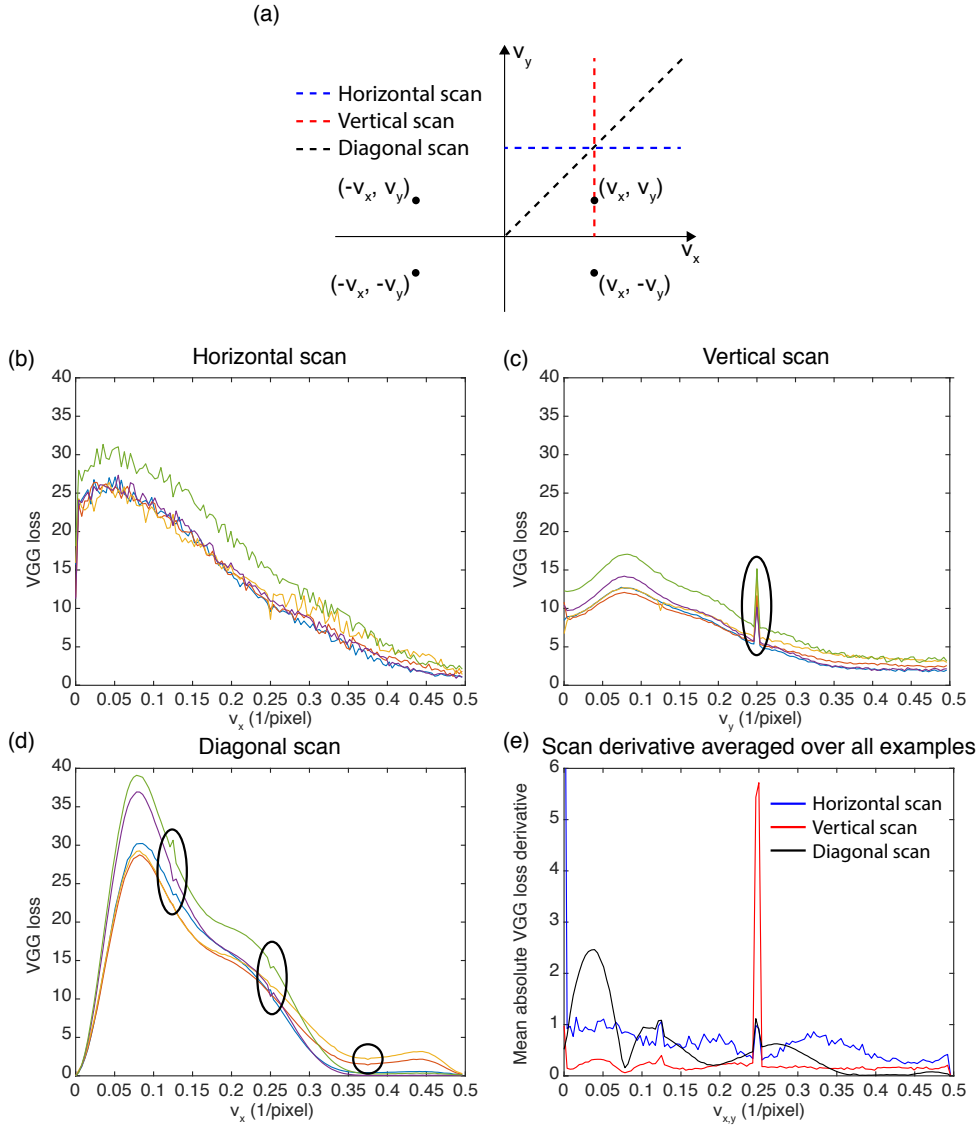 (a)
v_y
Horizontal scan
Vertical scan
Diagonal scan
(-v_x, v_y)
(v_x, v_y)
v_x
(-v_x, -v_y)
(v_x, -v_y)
(b)
Horizontal scan
VGG loss
40
35
30
25
20
15
10
5
0
0 0.05 0.1 0.15 0.2 0.25 0.3 0.35 0.4 0.45 0.5
v_x (1/pixel)
(c)
Vertical scan
VGG loss
40
35
30
25
20
15
10
5
0
0 0.05 0.1 0.15 0.2 0.25 0.3 0.35 0.4 0.45 0.5
v_y (1/pixel)
(d)
Diagonal scan
VGG loss
40
35
30
25
20
15
10
5
0
0 0.05 0.1 0.15 0.2 0.25 0.3 0.35 0.4 0.45 0.5
v_x (1/pixel)
(e)
Scan derivative averaged over all examples
Mean absolute VGG loss derivative
6
5
4
3
2
1
0
Horizontal scan
Vertical scan
Diagonal scan
0 0.05 0.1 0.15 0.2 0.25 0.3 0.35 0.4 0.45 0.5
v_x,y (1/pixel)